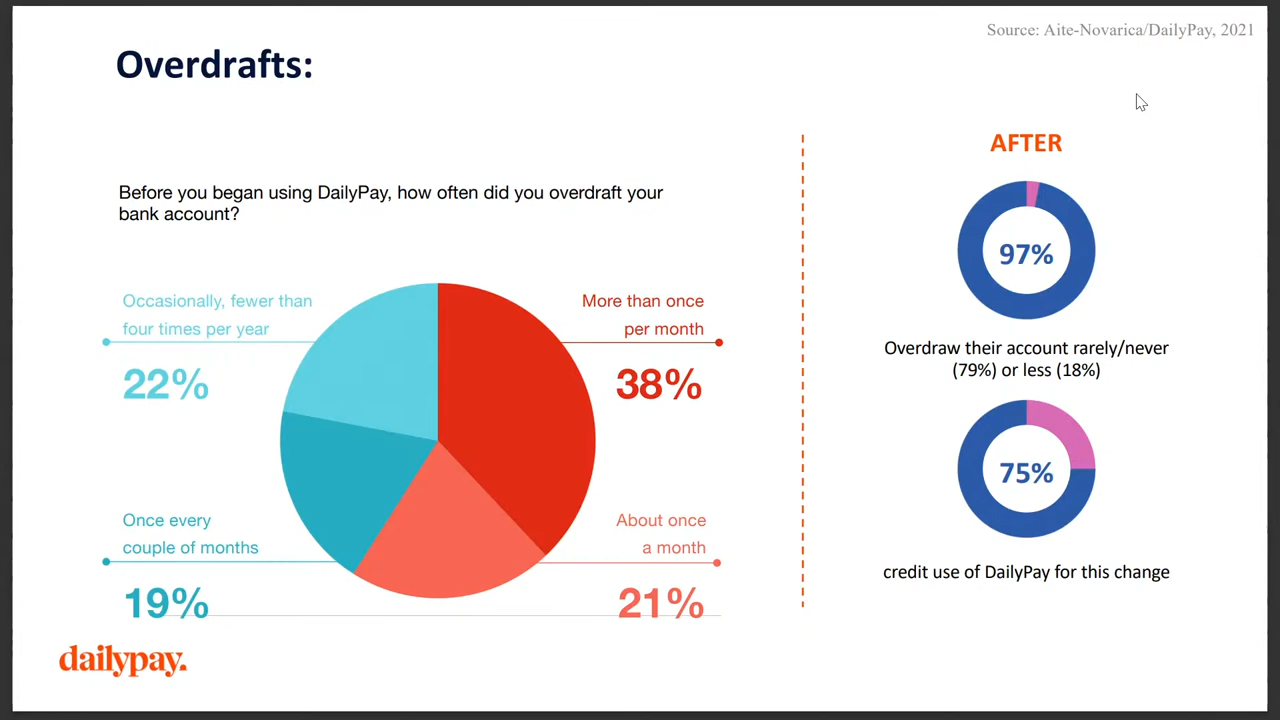 Source: Aite-Novarica/DailyPay, 2021
Overdrafts:
Before you began using DailyPay, how often did you overdraft your
bank account?
Occasionally, fewer than
four times per year
22%
More than once
per month
38%
Once every
couple of months
19%
About once
a month
21%
AFTER
97%
Overdraw their account rarely/never
(79%) or less (18%)
75%
credit use of DailyPay for this change
dailypay.